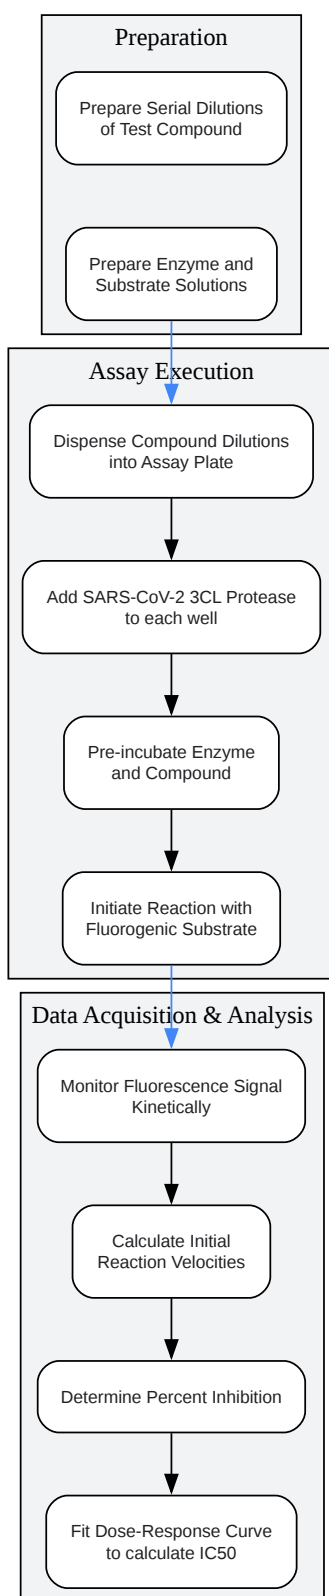 Preparation
Prepare Serial Dilutions
of Test Compound
Prepare Enzyme and
Substrate Solutions
Assay Execution
Dispense Compound Dilutions
into Assay Plate
Add SARS-CoV-2 3CL Protease
to each well
Pre-incubate Enzyme
and Compound
Initiate Reaction with
Fluorogenic Substrate
Data Acquisition & Analysis
Monitor Fluorescence Signal
Kinetically
Calculate Initial
Reaction Velocities
Determine Percent Inhibition
Fit Dose-Response Curve
to calculate IC50